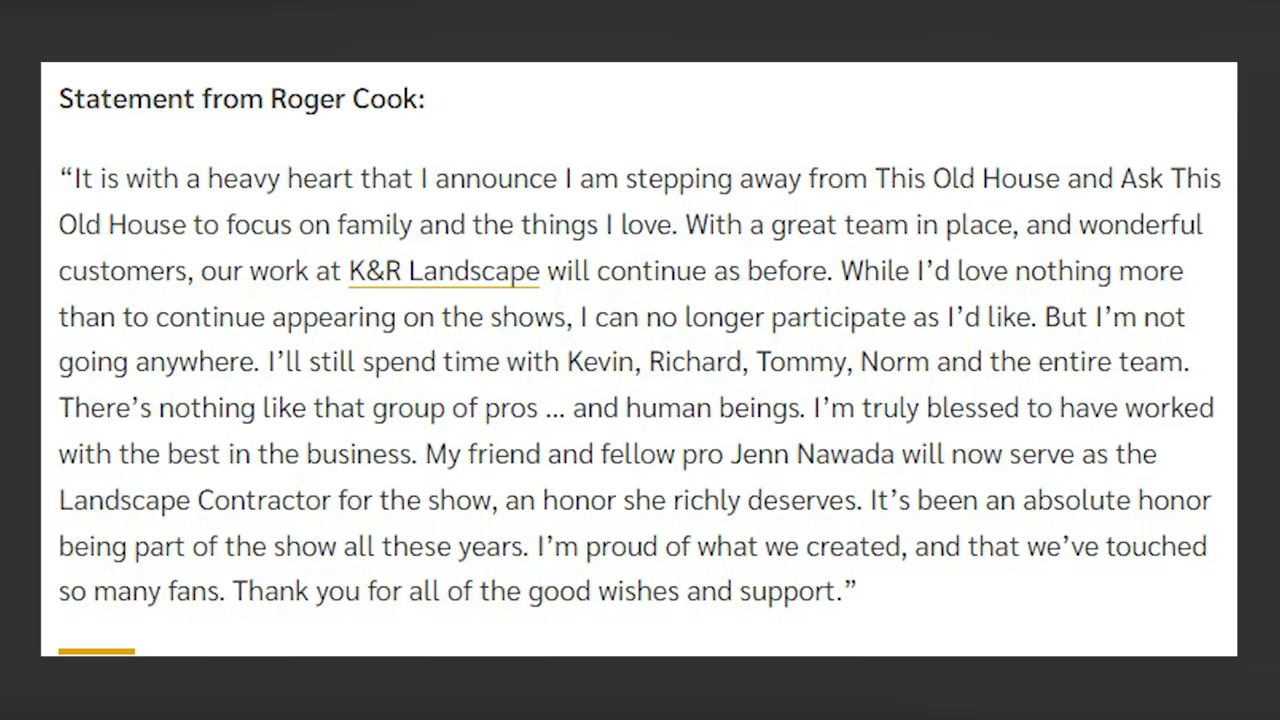 Statement from Roger Cook:
“It is with a heavy heart that I announce I am stepping away from This Old House and Ask This
Old House to focus on family and the things I love. With a great team in place, and wonderful
customers, our work at K&R Landscape will continue as before. While I’d love nothing more
than to continue appearing on the shows, I can no longer participate as I’d like. But I’m not
going anywhere. I’ll still spend time with Kevin, Richard, Tommy, Norm and the entire team.
There’s nothing like that group of pros ... and human beings. I’m truly blessed to have worked
with the best in the business. My friend and fellow pro Jenn Nawada will now serve as the
Landscape Contractor for the show, an honor she richly deserves. It’s been an absolute honor
being part of the show all these years. I’m proud of what we created, and that we’ve touched
so many fans. Thank you for all of the good wishes and support.”